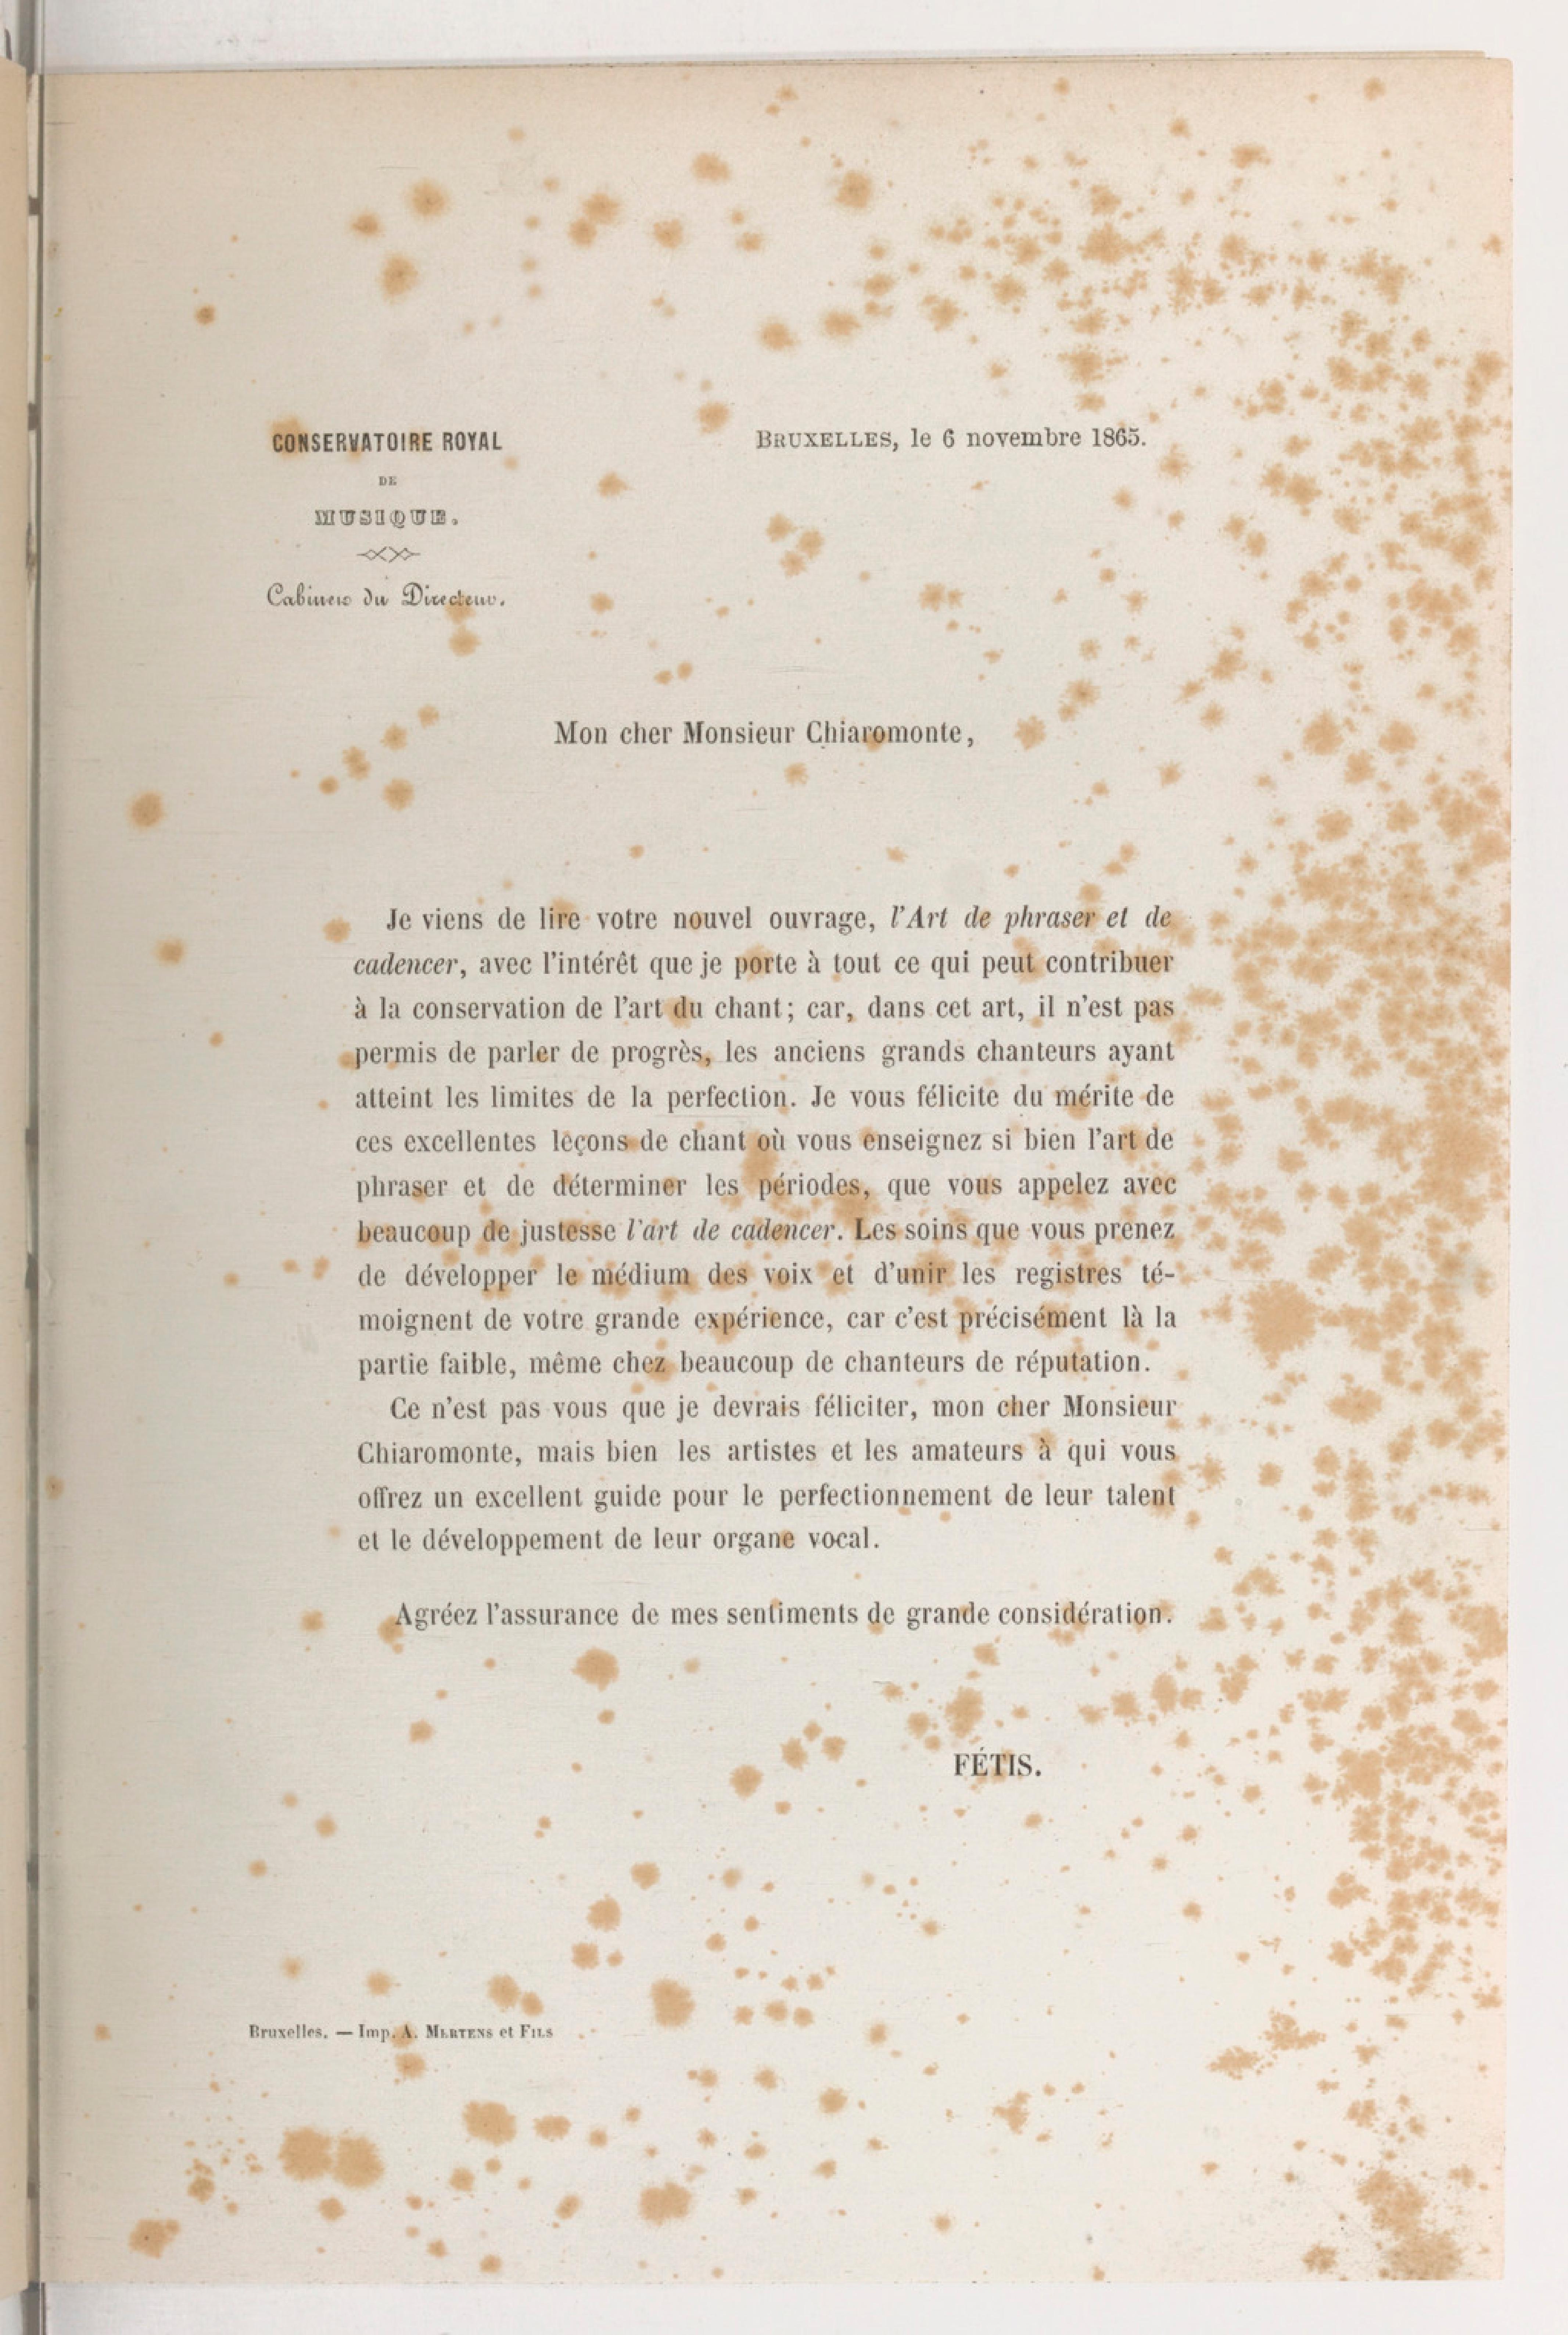 CONSERVATOIRE ROYAL
DE
MUSIQUE.
Cabinet du Directeur.
BRUXELLES, le 6 novembre 1865.
Mon cher Monsieur Chiaromonte,
Je viens de lire votre nouvel ouvrage, l'Art de phraser et de
cadencer, avec l'intérêt que je porte à tout ce qui peut contribuer
à la conservation de l'art du chant; car, dans cet art, il n'est pas
permis de parler de progrès, les anciens grands chanteurs ayant
atteint les limites de la perfection. Je vous félicite du mérite de
ces excellentes leçons de chant où vous enseignez si bien l'art de
phraser et de déterminer les périodes, que vous appelez avec
beaucoup de justesse l'art de cadencer. Les soins que vous prenez
de développer le médium des voix et d'unir les registres té-
moignent de votre grande expérience, car c'est précisément là la
partie faible, même chez beaucoup de chanteurs de réputation.
Ce n'est pas vous que je devrais féliciter, mon cher Monsieur
Chiaromonte, mais bien les artistes et les amateurs à qui vous
offrez un excellent guide pour le perfectionnement de leur talent
et le développement de leur organe vocal.
Agréez l'assurance de mes sentiments de grande considération.
FÉTIS.
Bruxelles. — Imp. A. MERTENS et FILS